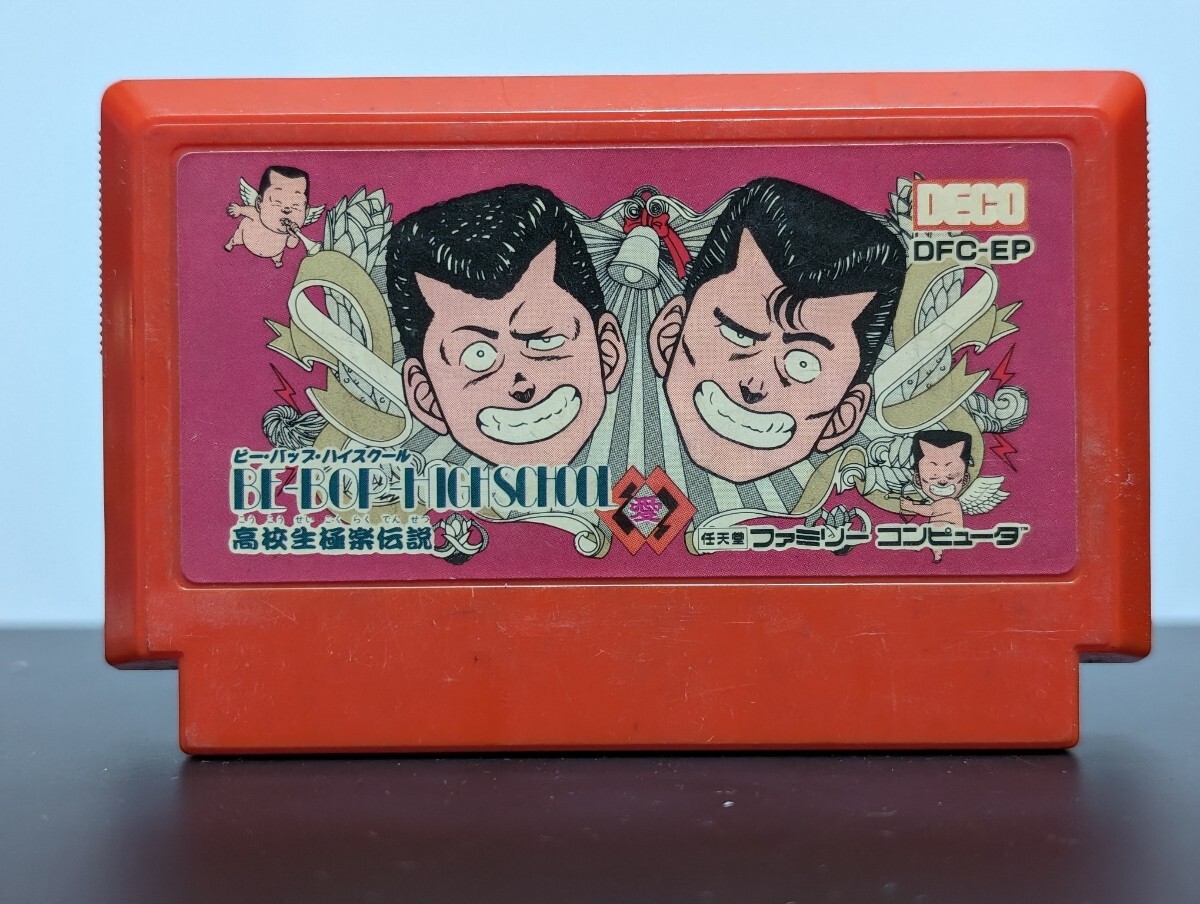 DECO
DFC-EP
ビー・バップ・ハイスクール
BE-BOP-HIGHSCHOOL
愛
こう こう せい ごく らく でん せつ
高校生極楽伝説
任天堂 ファミリー コンピュータ™